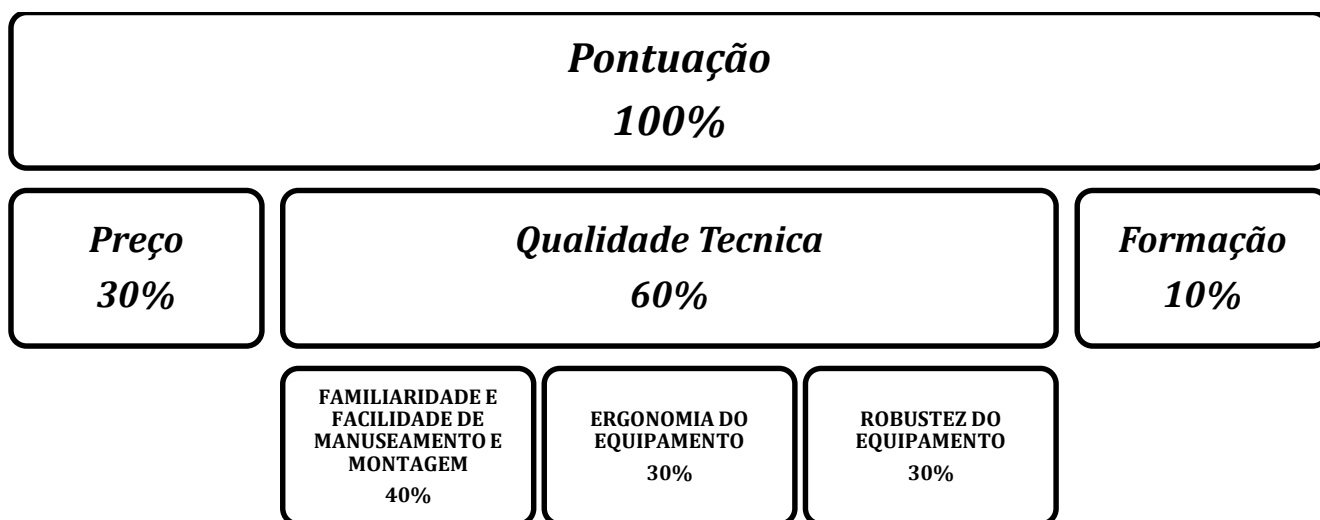 Pontuação
100%
Preço
30%
Qualidade Tecnica
60%
Formação
10%
FAMILIARIDADE E
FACILIDADE DE
MANUSEAMENTO E
MONTAGEM
40%
ERGONOMIA DO
EQUIPAMENTO
30%
ROBUSTEZ DO
EQUIPAMENTO
30%